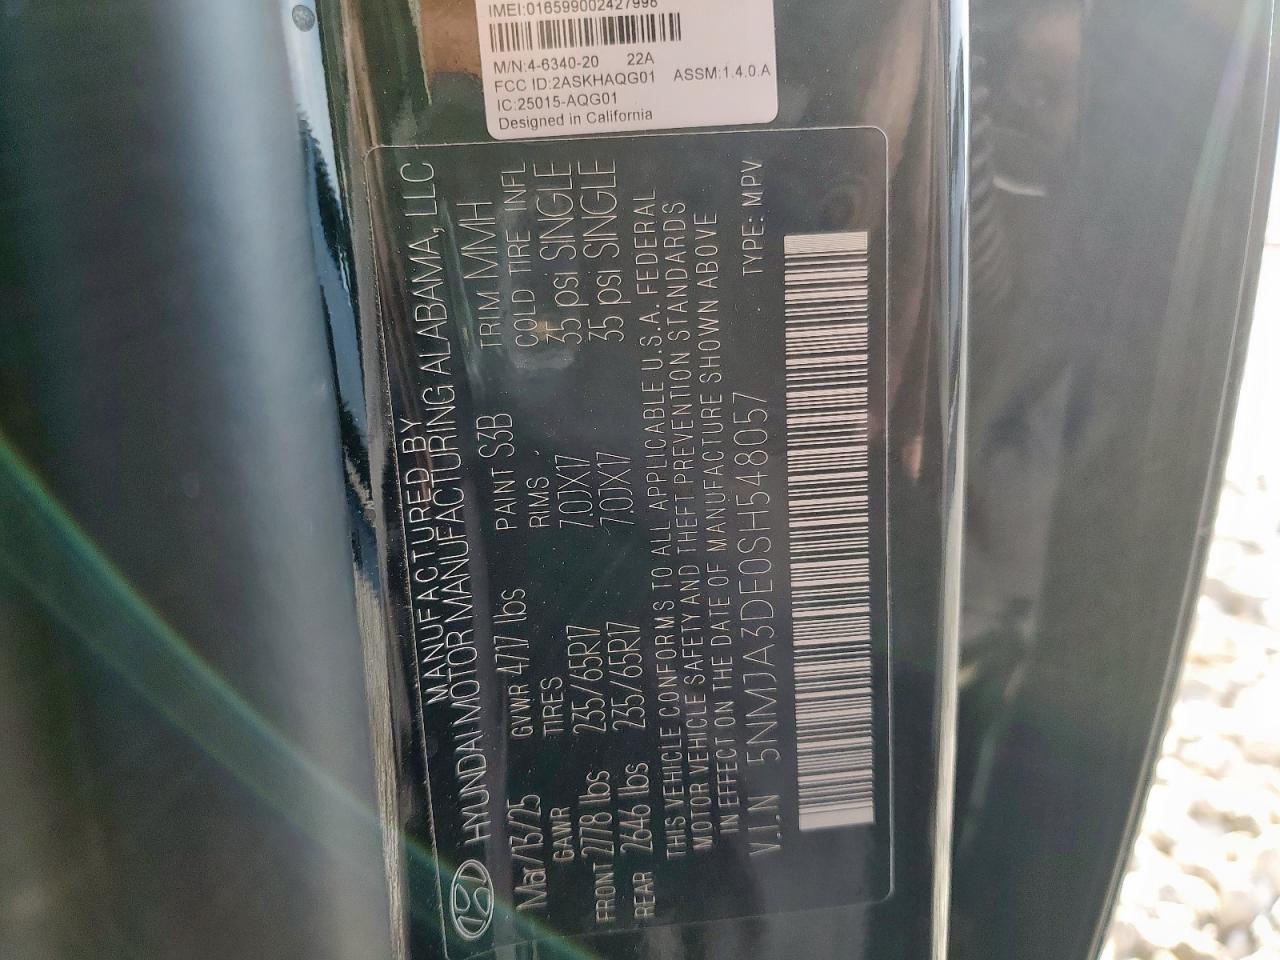 IMEI:016599002427998
M/N:4-6340-20 22A
FCC ID:2ASKHAQG01 ASSM:1.4.0.A
IC:25015-AQG01
Designed in California
MANUFACTURED BY
HYUNDAI MOTOR MANUFACTURING ALABAMA, LLC
Mar/13/25 GVWR 4717 lbs PAINT S3B TRIM MMH
GAWR TIRES RIMS COLD TIRE INFL
FRONT 2778 lbs 235/65R17 7.0JX17 35 psi SINGLE
REAR 2646 lbs 235/65R17 7.0JX17 35 psi SINGLE
THIS VEHICLE CONFORMS TO ALL APPLICABLE U.S.A. FEDERAL
MOTOR VEHICLE SAFETY AND THEFT PREVENTION STANDARDS
IN EFFECT ON THE DATE OF MANUFACTURE SHOWN ABOVE
V.I.N 5NMJA3DE0SH548057 TYPE: MPV